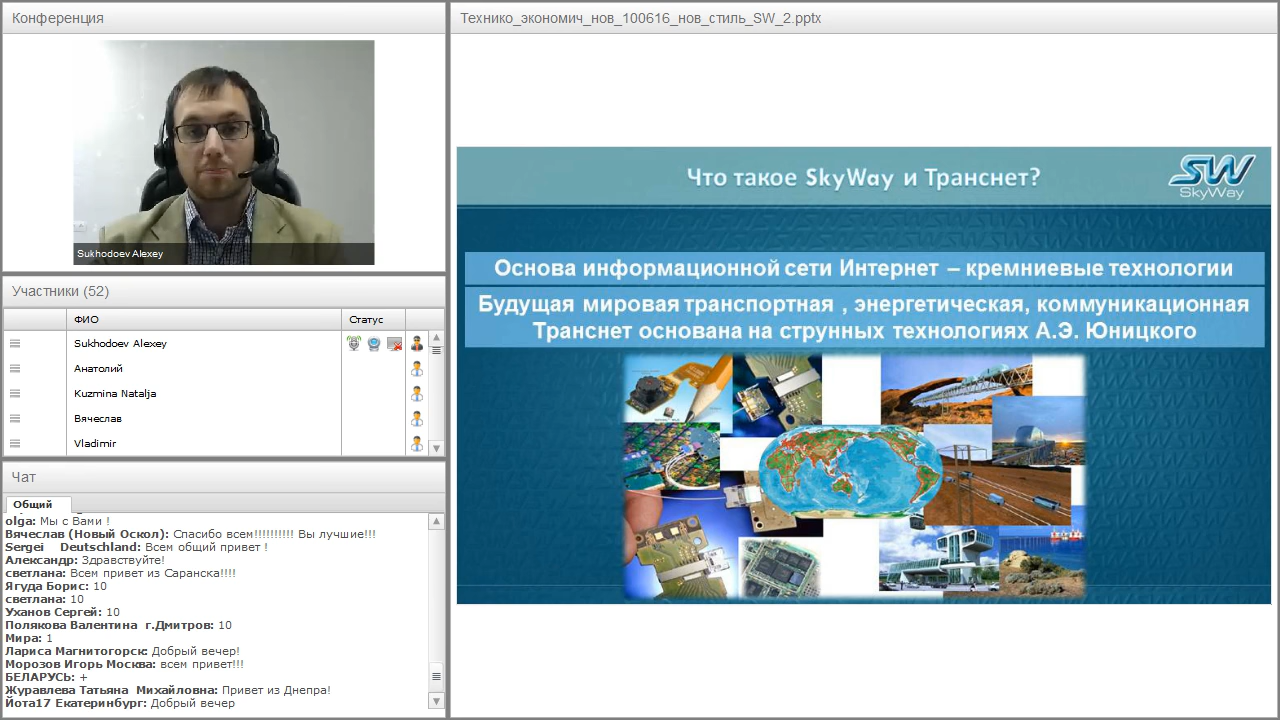 Конференция
Sukhodoev Alexey
Участники (52)
ФИО
Статус
Sukhodoev Alexey
Анатолий
Kuzmina Natalja
Вячеслав
Vladimir
Чат
Общий
olga: Мы с Вами !
Вячеслав (Новый Оскол): Спасибо всем!!!!!!!!!! Вы лучшие!!!
Sergei Deutschland: Всем общий привет !
Александр: Здравствуйте!
светлана: Всем привет из Саранска!!!!
Ягуда Борис: 10
светлана: 10
Уханов Сергей: 10
Полякова Валентина г.Дмитров: 10
Мира: 1
Лариса Магнитогорск: Добрый вечер!
Морозов Игорь Москва: всем привет!!!
БЕЛАРУСЬ: +
Журавлева Татьяна Михайловна: Привет из Днепра!
Йота17 Екатеринбург: Добрый вечер
Технико_экономич_нов_100616_нов_стиль_SW_2.pptx
Что такое SkyWay и Транснет?
SW
SkyWay
Основа информационной сети Интернет – кремниевые технологии
Будущая мировая транспортная , энергетическая, коммуникационная
Транснет основана на струнных технологиях А.Э. Юницкого